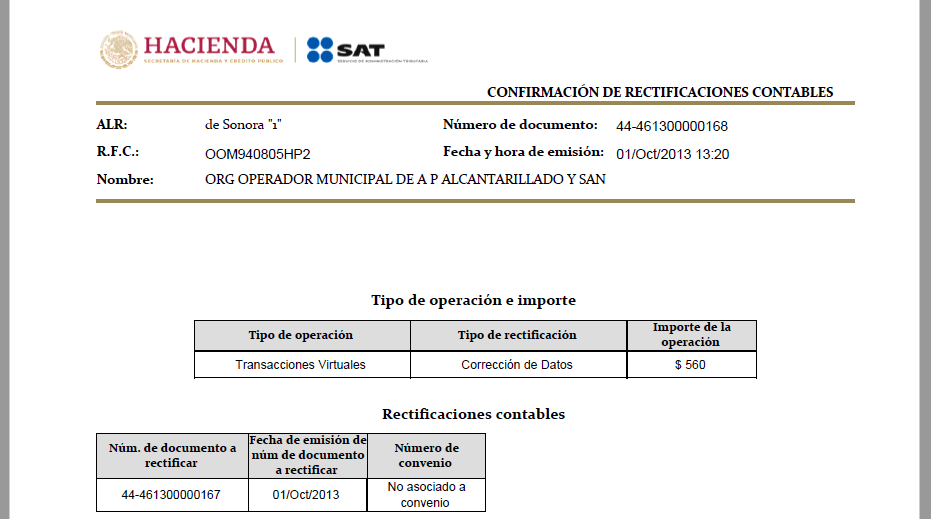 HACIENDA
SECRETARÍA DE HACIENDA Y CRÉDITO PÚBLICO
SAT
SERVICIO DE ADMINISTRACIÓN TRIBUTARIA
CONFIRMACIÓN DE RECTIFICACIONES CONTABLES
ALR: de Sonora "1" Número de documento: 44-461300000168
R.F.C.: OOM940805HP2 Fecha y hora de emisión: 01/Oct/2013 13:20
Nombre: ORG OPERADOR MUNICIPAL DE A P ALCANTARILLADO Y SAN
Tipo de operación e importe
Tipo de operación Tipo de rectificación Importe de la
operación
Transacciones Virtuales Corrección de Datos $ 560
Rectificaciones contables
Núm. de documento a
rectificar
Fecha de emisión de
núm de documento
a rectificar
Número de
convenio
44-461300000167 01/Oct/2013 No asociado a
convenio